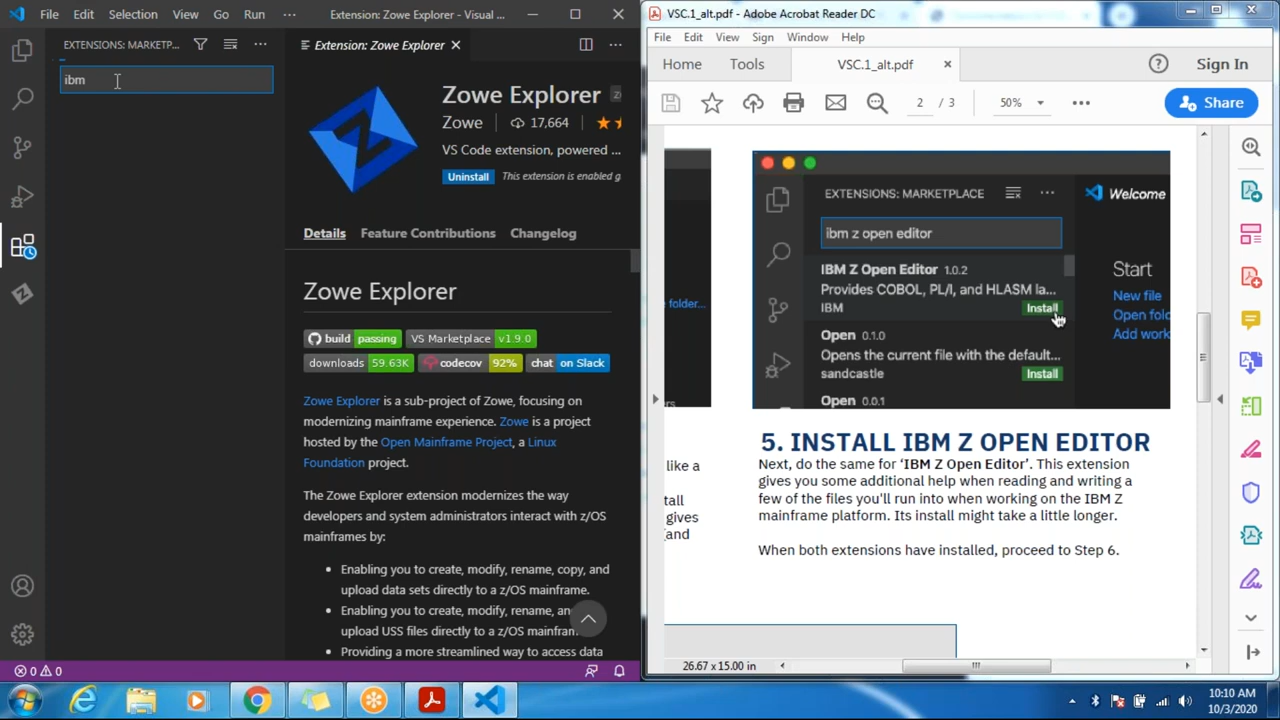 File Edit Selection View Go Run ··· Extension: Zowe Explorer - Visual ...
EXTENSIONS: MARKETP... ···
ibm
Extension: Zowe Explorer ···
Zowe Explorer
Zowe 17,664
VS Code extension, powered ...
Uninstall This extension is enabled g
Details Feature Contributions Changelog
Zowe Explorer
build passing VS Marketplace v1.9.0
downloads 59.63K codecov 92% chat on Slack
Zowe Explorer is a sub-project of Zowe, focusing on
modernizing mainframe experience. Zowe is a project
hosted by the Open Mainframe Project, a Linux
Foundation project.
The Zowe Explorer extension modernizes the way
developers and system administrators interact with z/OS
mainframes by:
• Enabling you to create, modify, rename, copy, and
upload data sets directly to a z/OS mainframe.
• Enabling you to create, modify, rename, an
upload USS files directly to a z/OS mainfram
• Providing a more streamlined way to access data
0 0
VSC.1_alt.pdf - Adobe Acrobat Reader DC
File Edit View Sign Window Help
Home Tools VSC.1_alt.pdf × Sign In
2 / 3 50% ••• Share
EXTENSIONS: MARKETPLACE ··· Welcome
ibm z open editor
IBM Z Open Editor 1.0.2
Provides COBOL, PL/I, and HLASM la...
IBM Install
Open 0.1.0
Opens the current file with the default...
sandcastle Install
Open 0.0.1
Start
New file
Open fol
Add work
folder...
ers
5. INSTALL IBM Z OPEN EDITOR
Next, do the same for ‘IBM Z Open Editor’. This extension
gives you some additional help when reading and writing a
few of the files you'll run into when working on the IBM Z
mainframe platform. Its install might take a little longer.
When both extensions have installed, proceed to Step 6.
like a
tall
gives
(and
26.67 x 15.00 in
10:10 AM
10/3/2020